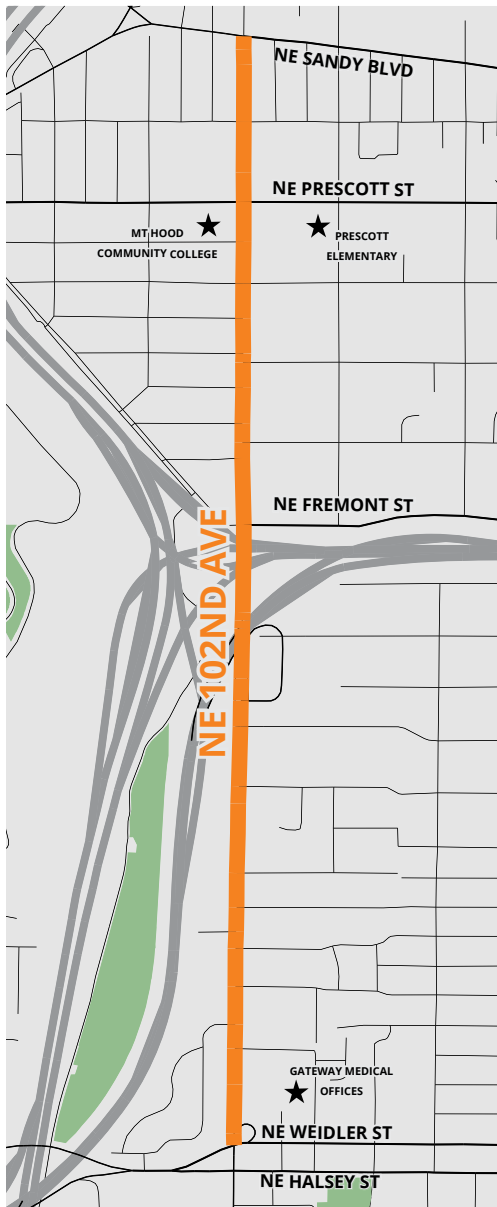 NE SANDY BLVD
NE PRESCOTT ST
MT HOOD
COMMUNITY COLLEGE
PRESCOTT
ELEMENTARY
NE FREMONT ST
NE 102ND AVE
GATEWAY MEDICAL
OFFICES
NE WEIDLER ST
NE HALSEY ST